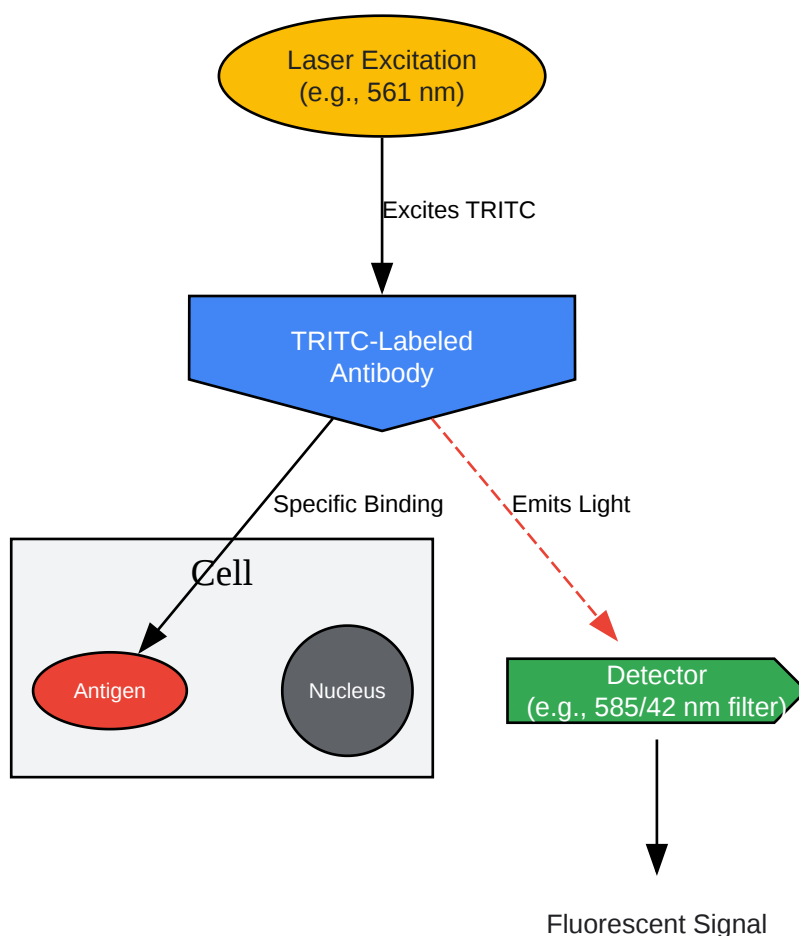 Laser Excitation
(e.g., 561 nm)
Excites TRITC
TRITC-Labeled
Antibody
Specific Binding
Emits Light
Cell
Antigen
Nucleus
Detector
(e.g., 585/42 nm filter)
Fluorescent Signal